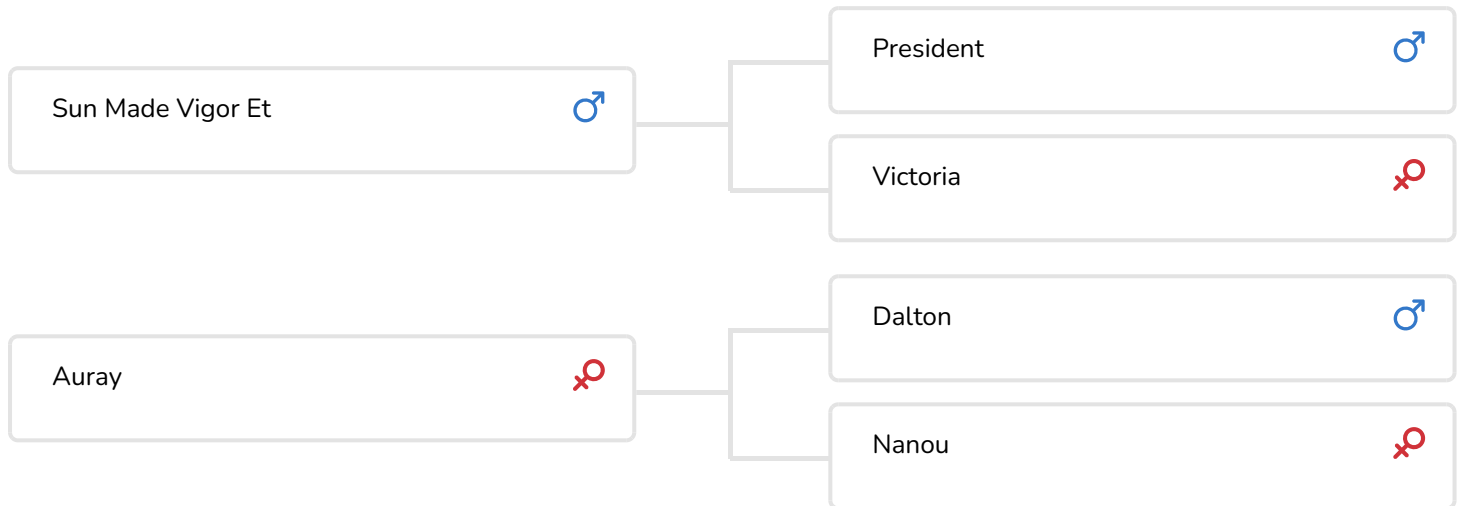 Sun Made Vigor Et
President
Victoria
Auray
Dalton
Nanou